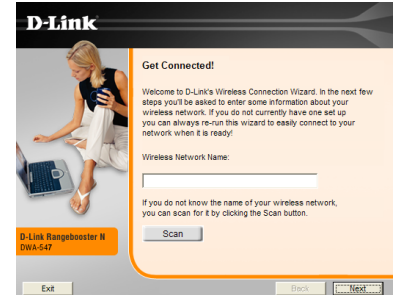 D-Link
Get Connected!
Welcome to D-Link's Wireless Connection Wizard. In the next few
steps you'll be asked to enter some information about your
wireless network. If you do not currently have one set up
you can always re-run this wizard to easily connect to your
network when it is ready!
Wireless Network Name:
If you do not know the name of your wireless network,
you can scan for it by clicking the Scan button.
Scan
D-Link Rangebooster N
DWA-547
Exit
Back
Next